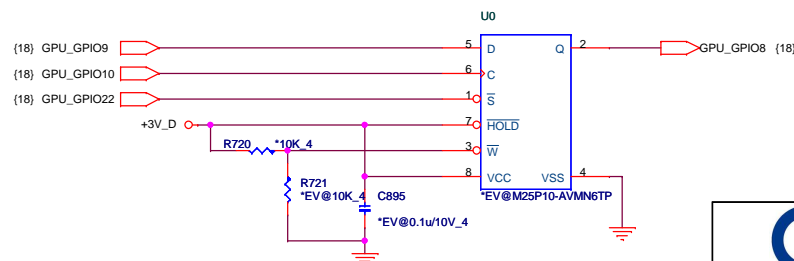 U0
{18} GPU_GPIO9 5 D Q 2 GPU_GPIO8 {18}
{18} GPU_GPIO10 6 C
{18} GPU_GPIO22 1 S
+3V_D 7 HOLD
R720 *10K_4 3 W
8 VCC VSS 4
R721
*EV@10K_4 C895 *EV@M25P10-AVMN6TP
*EV@0.1u/10V_4